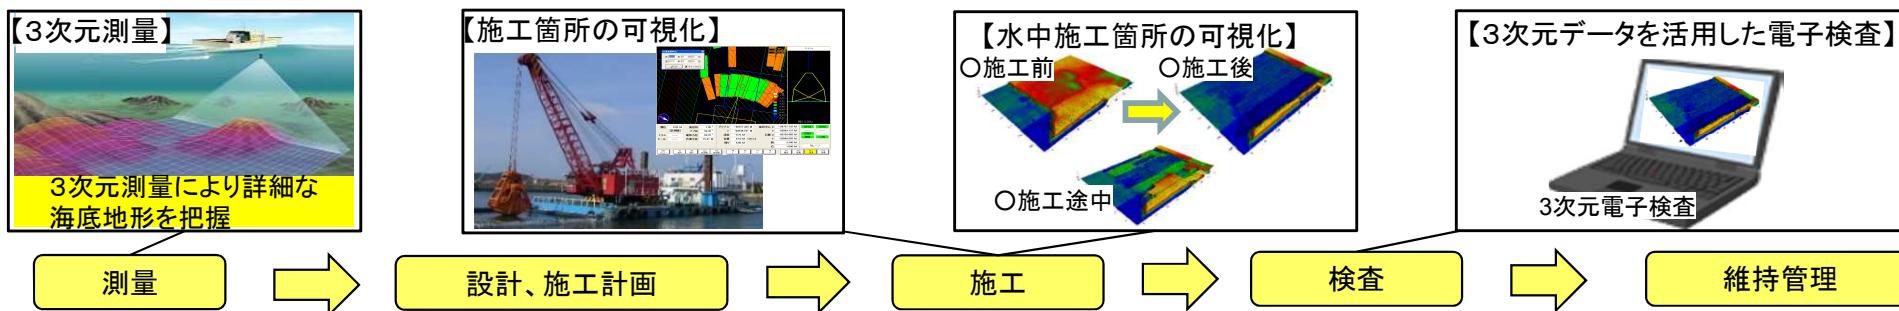 【３次元測量】
３次元測量により詳細な
海底地形を把握
【施工箇所の可視化】
【水中施工箇所の可視化】
〇施工前
〇施工後
〇施工途中
【３次元データを活用した電子検査】
3次元電子検査
測量
設計、施工計画
施工
検査
維持管理